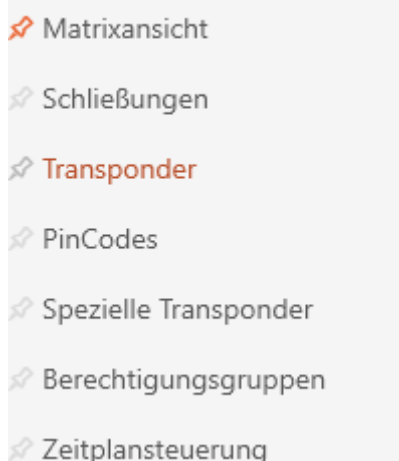 Matrixansicht
Schließungen
Transponder
PinCodes
Spezielle Transponder
Berechtigungsgruppen
Zeitplansteuerung